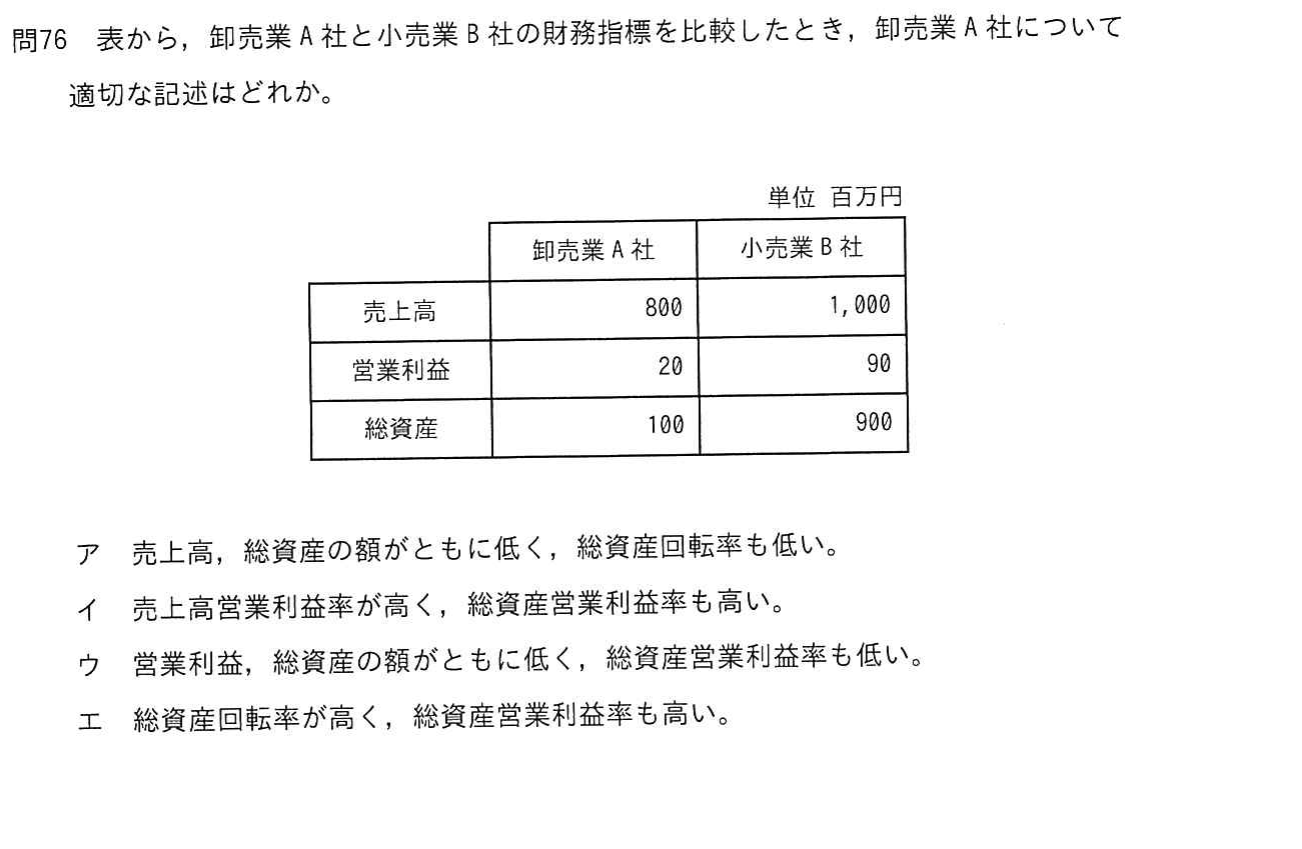 問76　表から，卸売業A社と小売業B社の財務指標を比較したとき，卸売業A社について
適切な記述はどれか。
単位 百万円
卸売業A社 小売業B社
売上高 800 1,000
営業利益 20 90
総資産 100 900
ア　売上高，総資産の額がともに低く，総資産回転率も低い。
イ　売上高営業利益率が高く，総資産営業利益率も高い。
ウ　営業利益，総資産の額がともに低く，総資産営業利益率も低い。
エ　総資産回転率が高く，総資産営業利益率も高い。